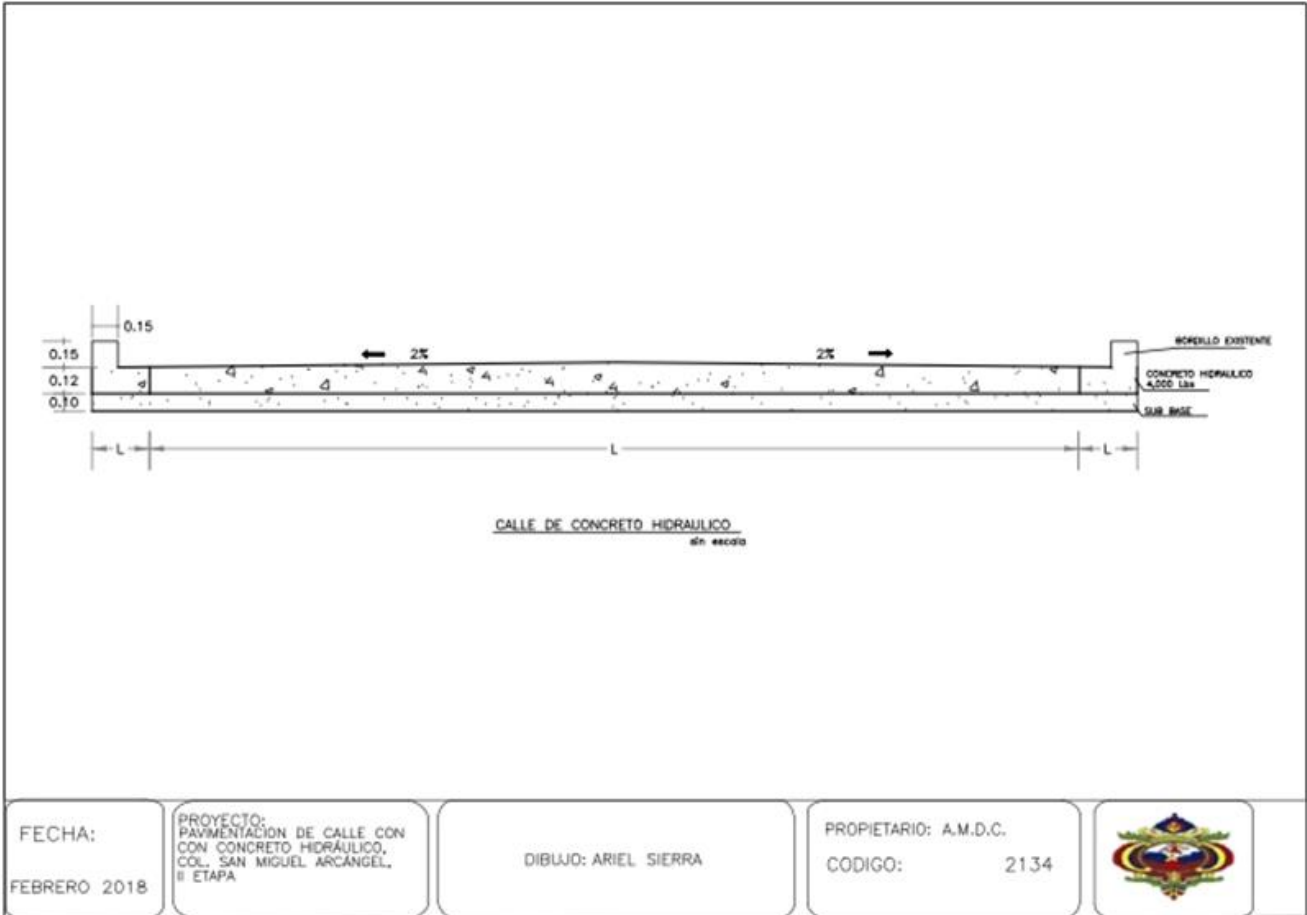 0.15
0.15
0.12
0.10
2%
2%
BORDILLO EXISTENTE
CONCRETO HIDRAULICO
4,000 Lbs
SUB BASE
L
L
L
CALLE DE CONCRETO HIDRAULICO
sin escala
FECHA:
FEBRERO 2018
PROYECTO:
PAVIMENTACION DE CALLE CON
CON CONCRETO HIDRÁULICO,
COL. SAN MIGUEL ARCÁNGEL,
II ETAPA
DIBUJO: ARIEL SIERRA
PROPIETARIO: A.M.D.C.
CODIGO: 2134